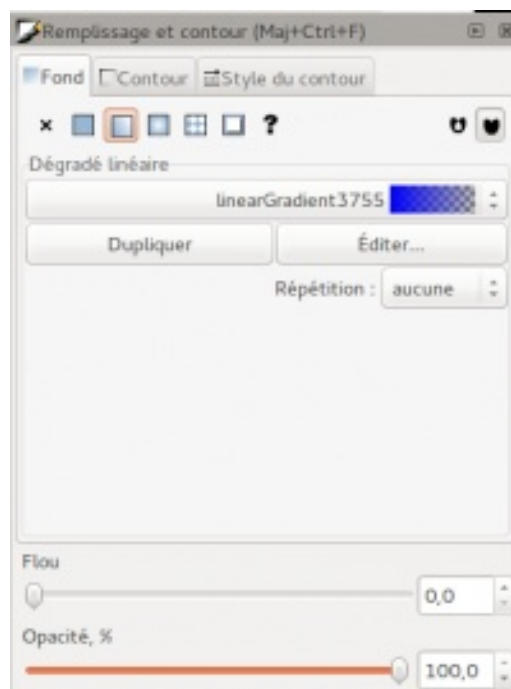 Remplissage et contour (Maj+Ctrl+F)
Fond Contour Style du contour
?
Dégradé linéaire
linearGradient3755
Dupliquer Éditer...
Répétition : aucune
Flou
0,0
Opacité, %
100,0